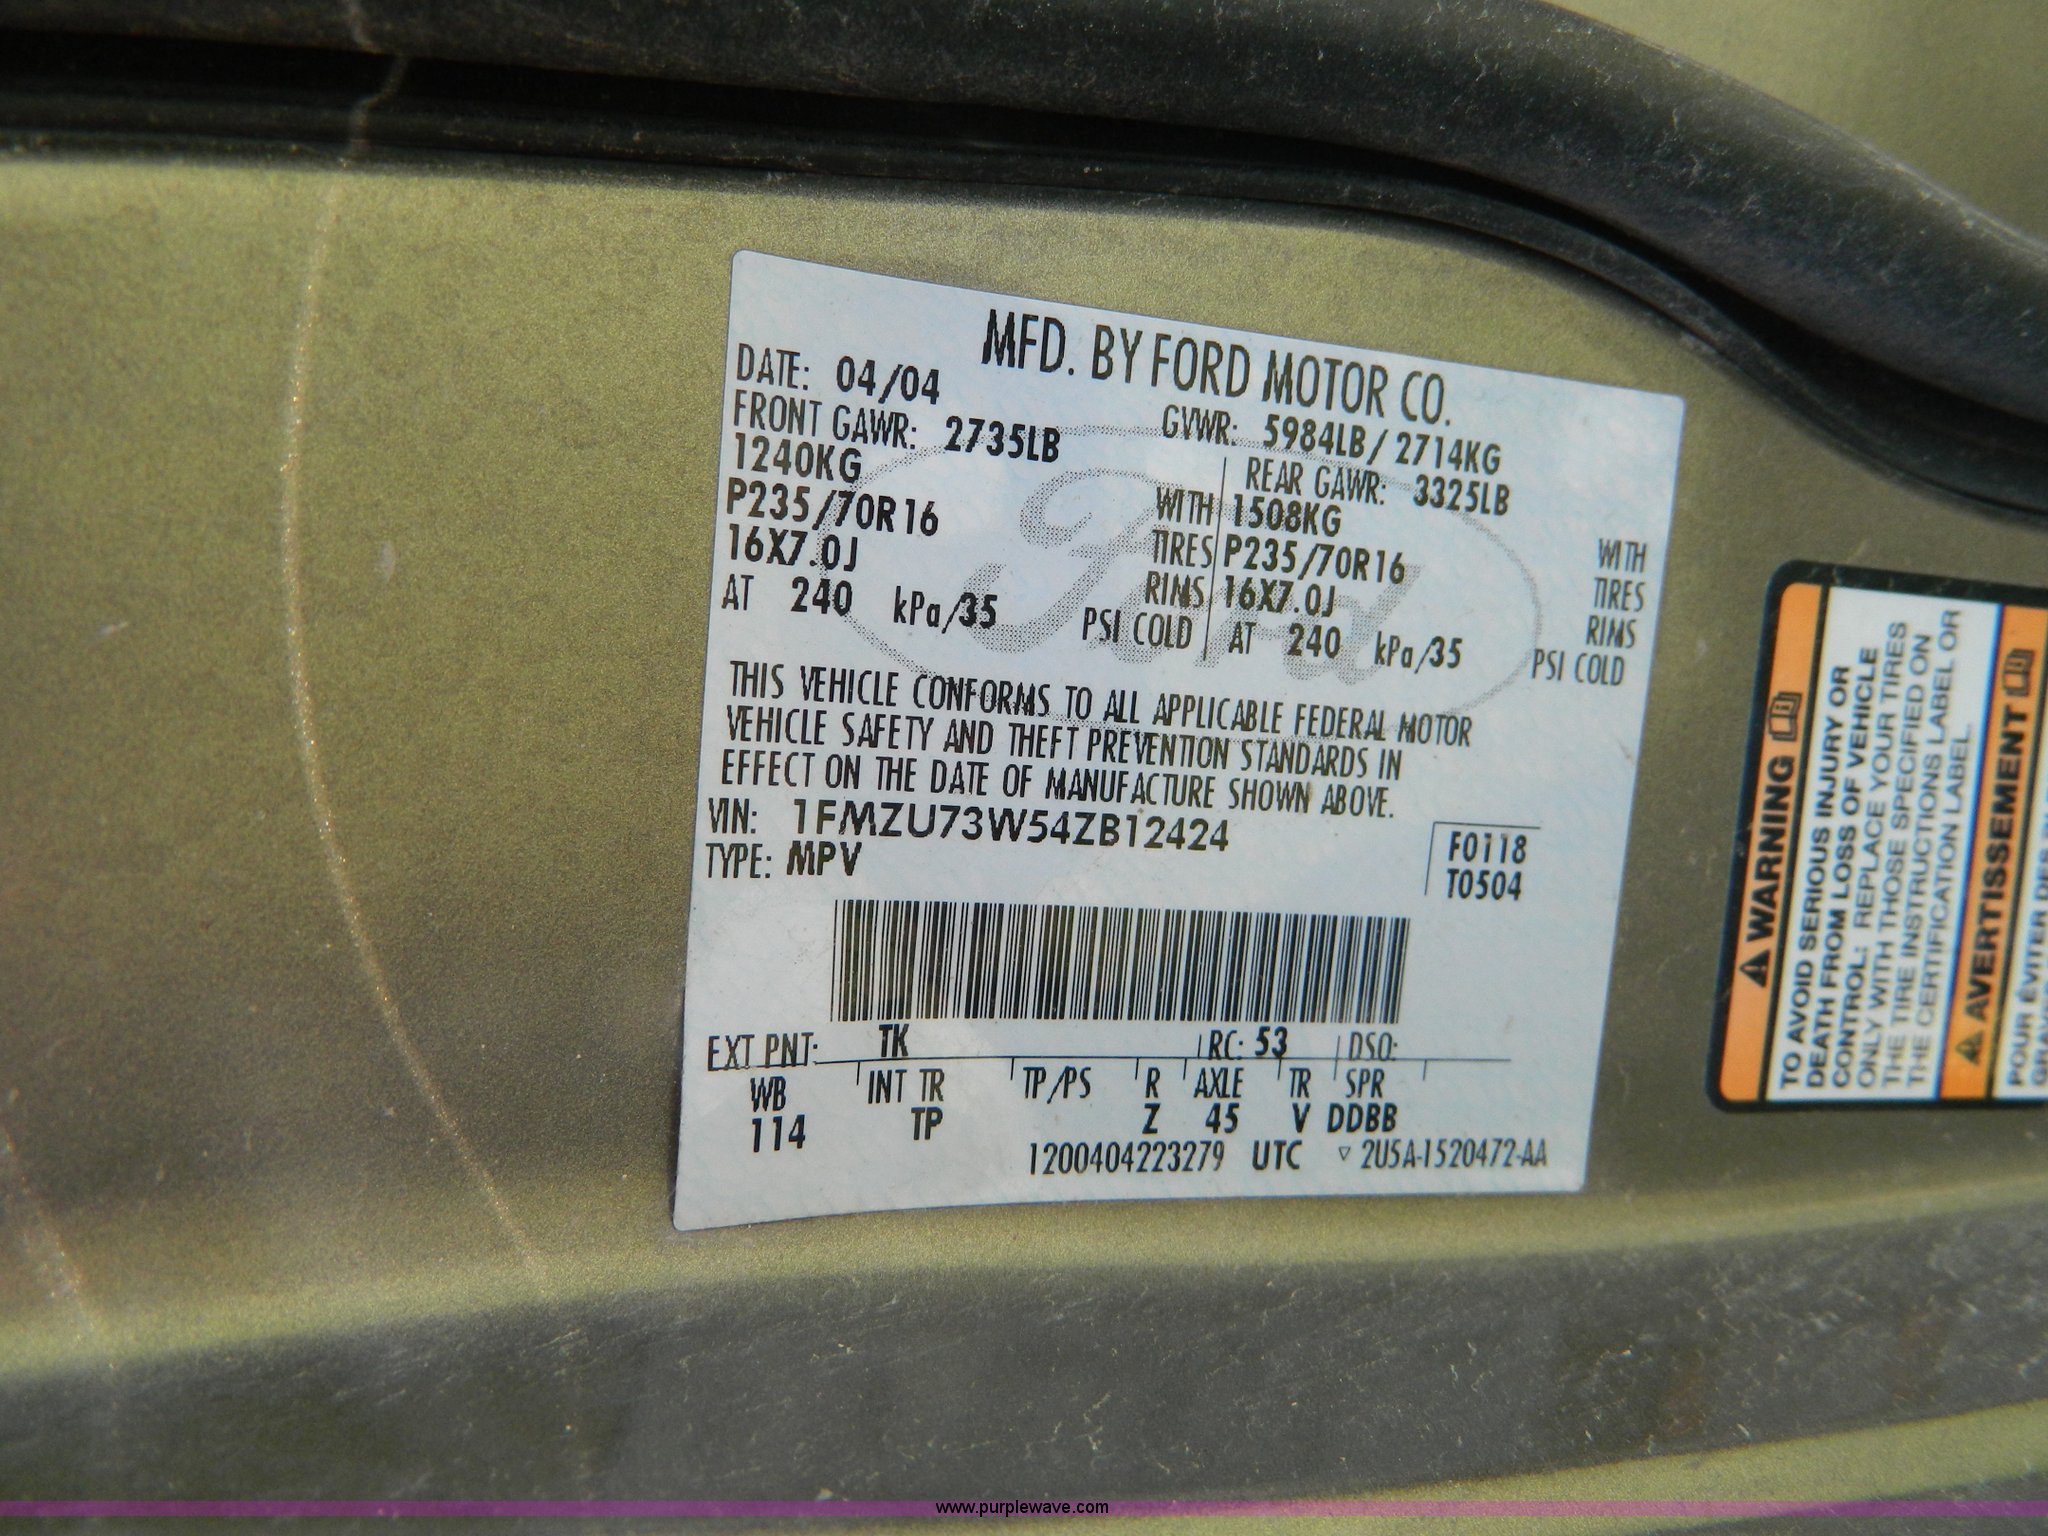 MFD. BY FORD MOTOR CO.
DATE: 04/04
GVWR: 5984LB / 2714KG
FRONT GAWR: 2735LB
1240KG WITH
P235/70R16 TIRES
16X7.0J RIMS
AT 240 kPa/35 PSI COLD
REAR GAWR: 3325LB
1508KG WITH
P235/70R16 TIRES
16X7.0J RIMS
AT 240 kPa/35 PSI COLD
Ford
THIS VEHICLE CONFORMS TO ALL APPLICABLE FEDERAL MOTOR
VEHICLE SAFETY AND THEFT PREVENTION STANDARDS IN
EFFECT ON THE DATE OF MANUFACTURE SHOWN ABOVE.
VIN: 1FMZU73W54ZB12424
TYPE: MPV
F0118
T0504
EXT PNT: TK RC: 53 DSO:
WB INT TR TP/PS R AXLE TR SPR
114 TP Z 45 V DDBB
1200404223279 UTC ▽ 2U5A-1520472-AA
WARNING
TO AVOID SERIOUS INJURY OR
DEATH FROM LOSS OF VEHICLE
CONTROL: REPLACE YOUR TIRES
ONLY WITH THOSE SPECIFIED ON
THE TIRE INSTRUCTIONS LABEL OR
THE CERTIFICATION LABEL.
AVERTISSEMENT
POUR ÉVITER DES
www.purplewave.com